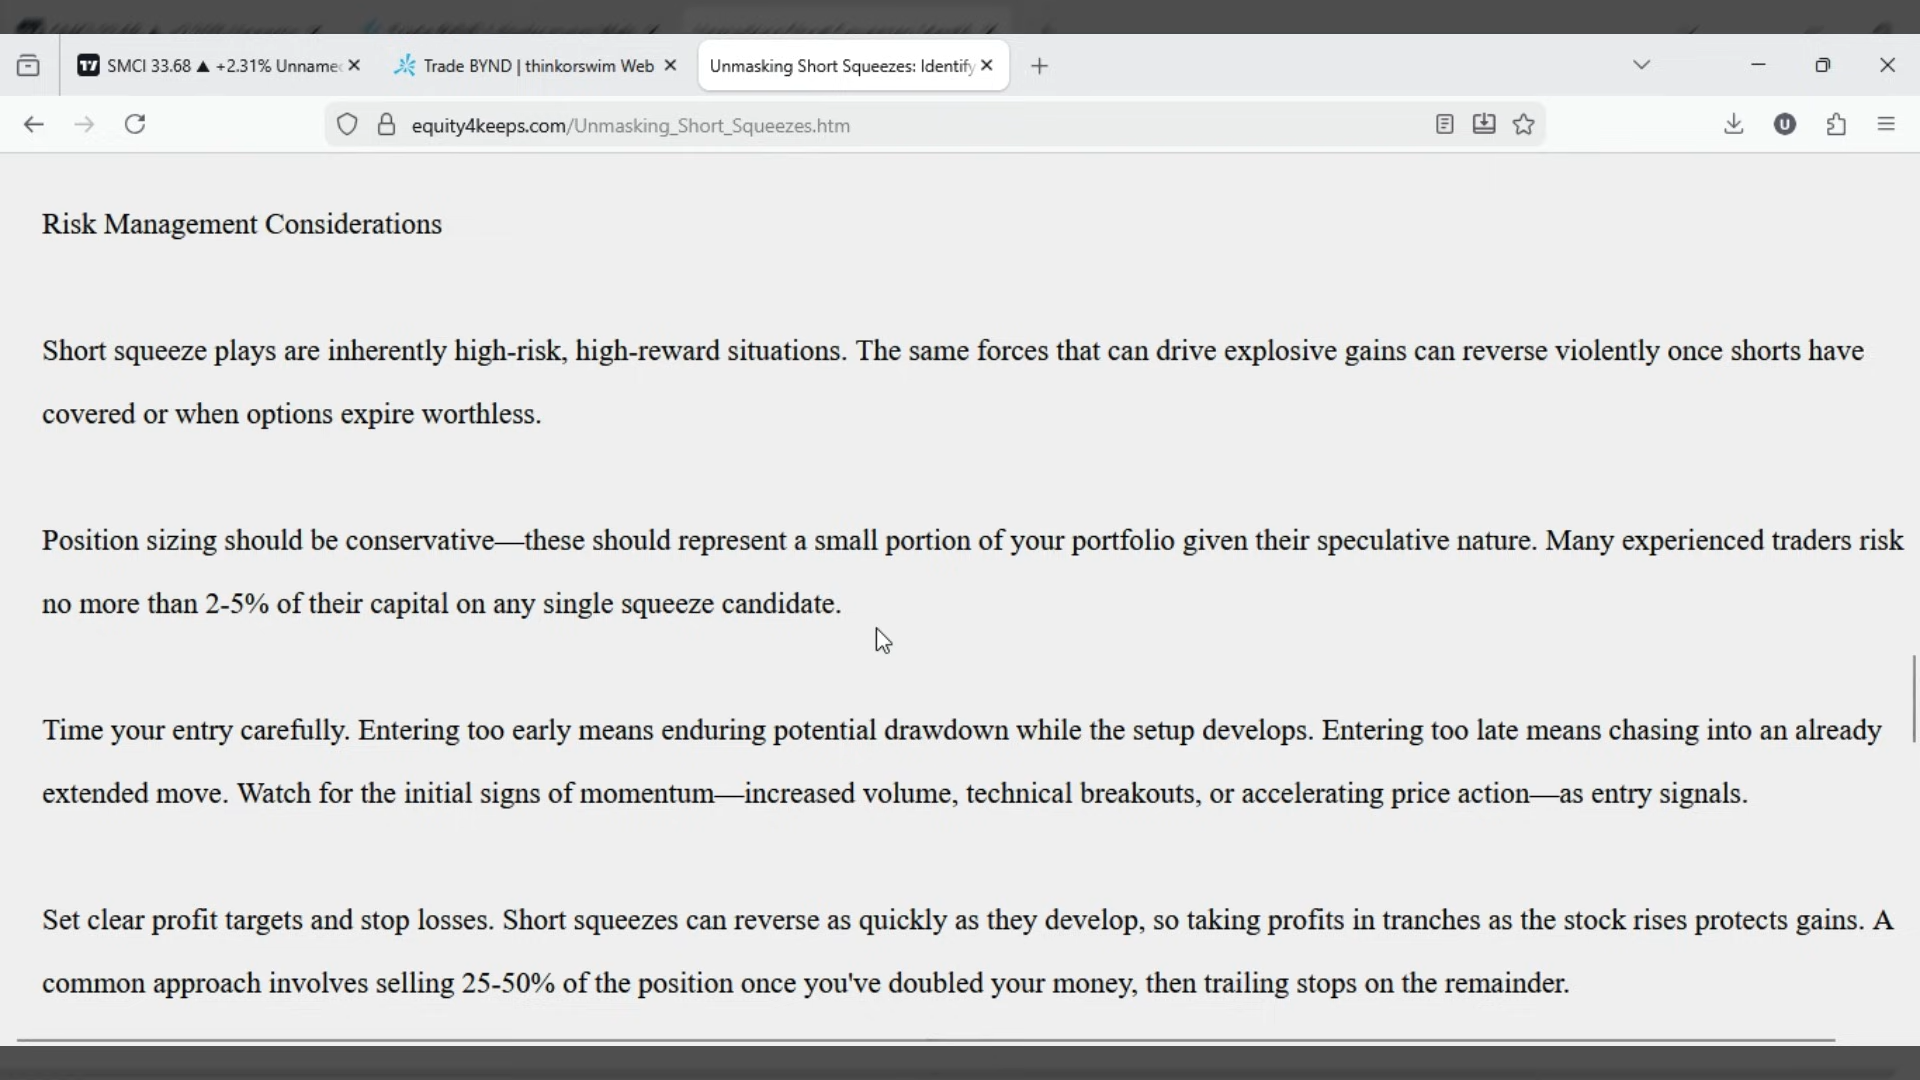 SMCI 33.68 ▲ +2.31% Unname
Trade BYND | thinkorswim Web
Unmasking Short Squeezes: Identify
equity4keeps.com/Unmasking_Short_Squeezes.htm
Risk Management Considerations
Short squeeze plays are inherently high-risk, high-reward situations. The same forces that can drive explosive gains can reverse violently once shorts have
covered or when options expire worthless.
Position sizing should be conservative—these should represent a small portion of your portfolio given their speculative nature. Many experienced traders risk
no more than 2-5% of their capital on any single squeeze candidate.
Time your entry carefully. Entering too early means enduring potential drawdown while the setup develops. Entering too late means chasing into an already
extended move. Watch for the initial signs of momentum—increased volume, technical breakouts, or accelerating price action—as entry signals.
Set clear profit targets and stop losses. Short squeezes can reverse as quickly as they develop, so taking profits in tranches as the stock rises protects gains. A
common approach involves selling 25-50% of the position once you've doubled your money, then trailing stops on the remainder.